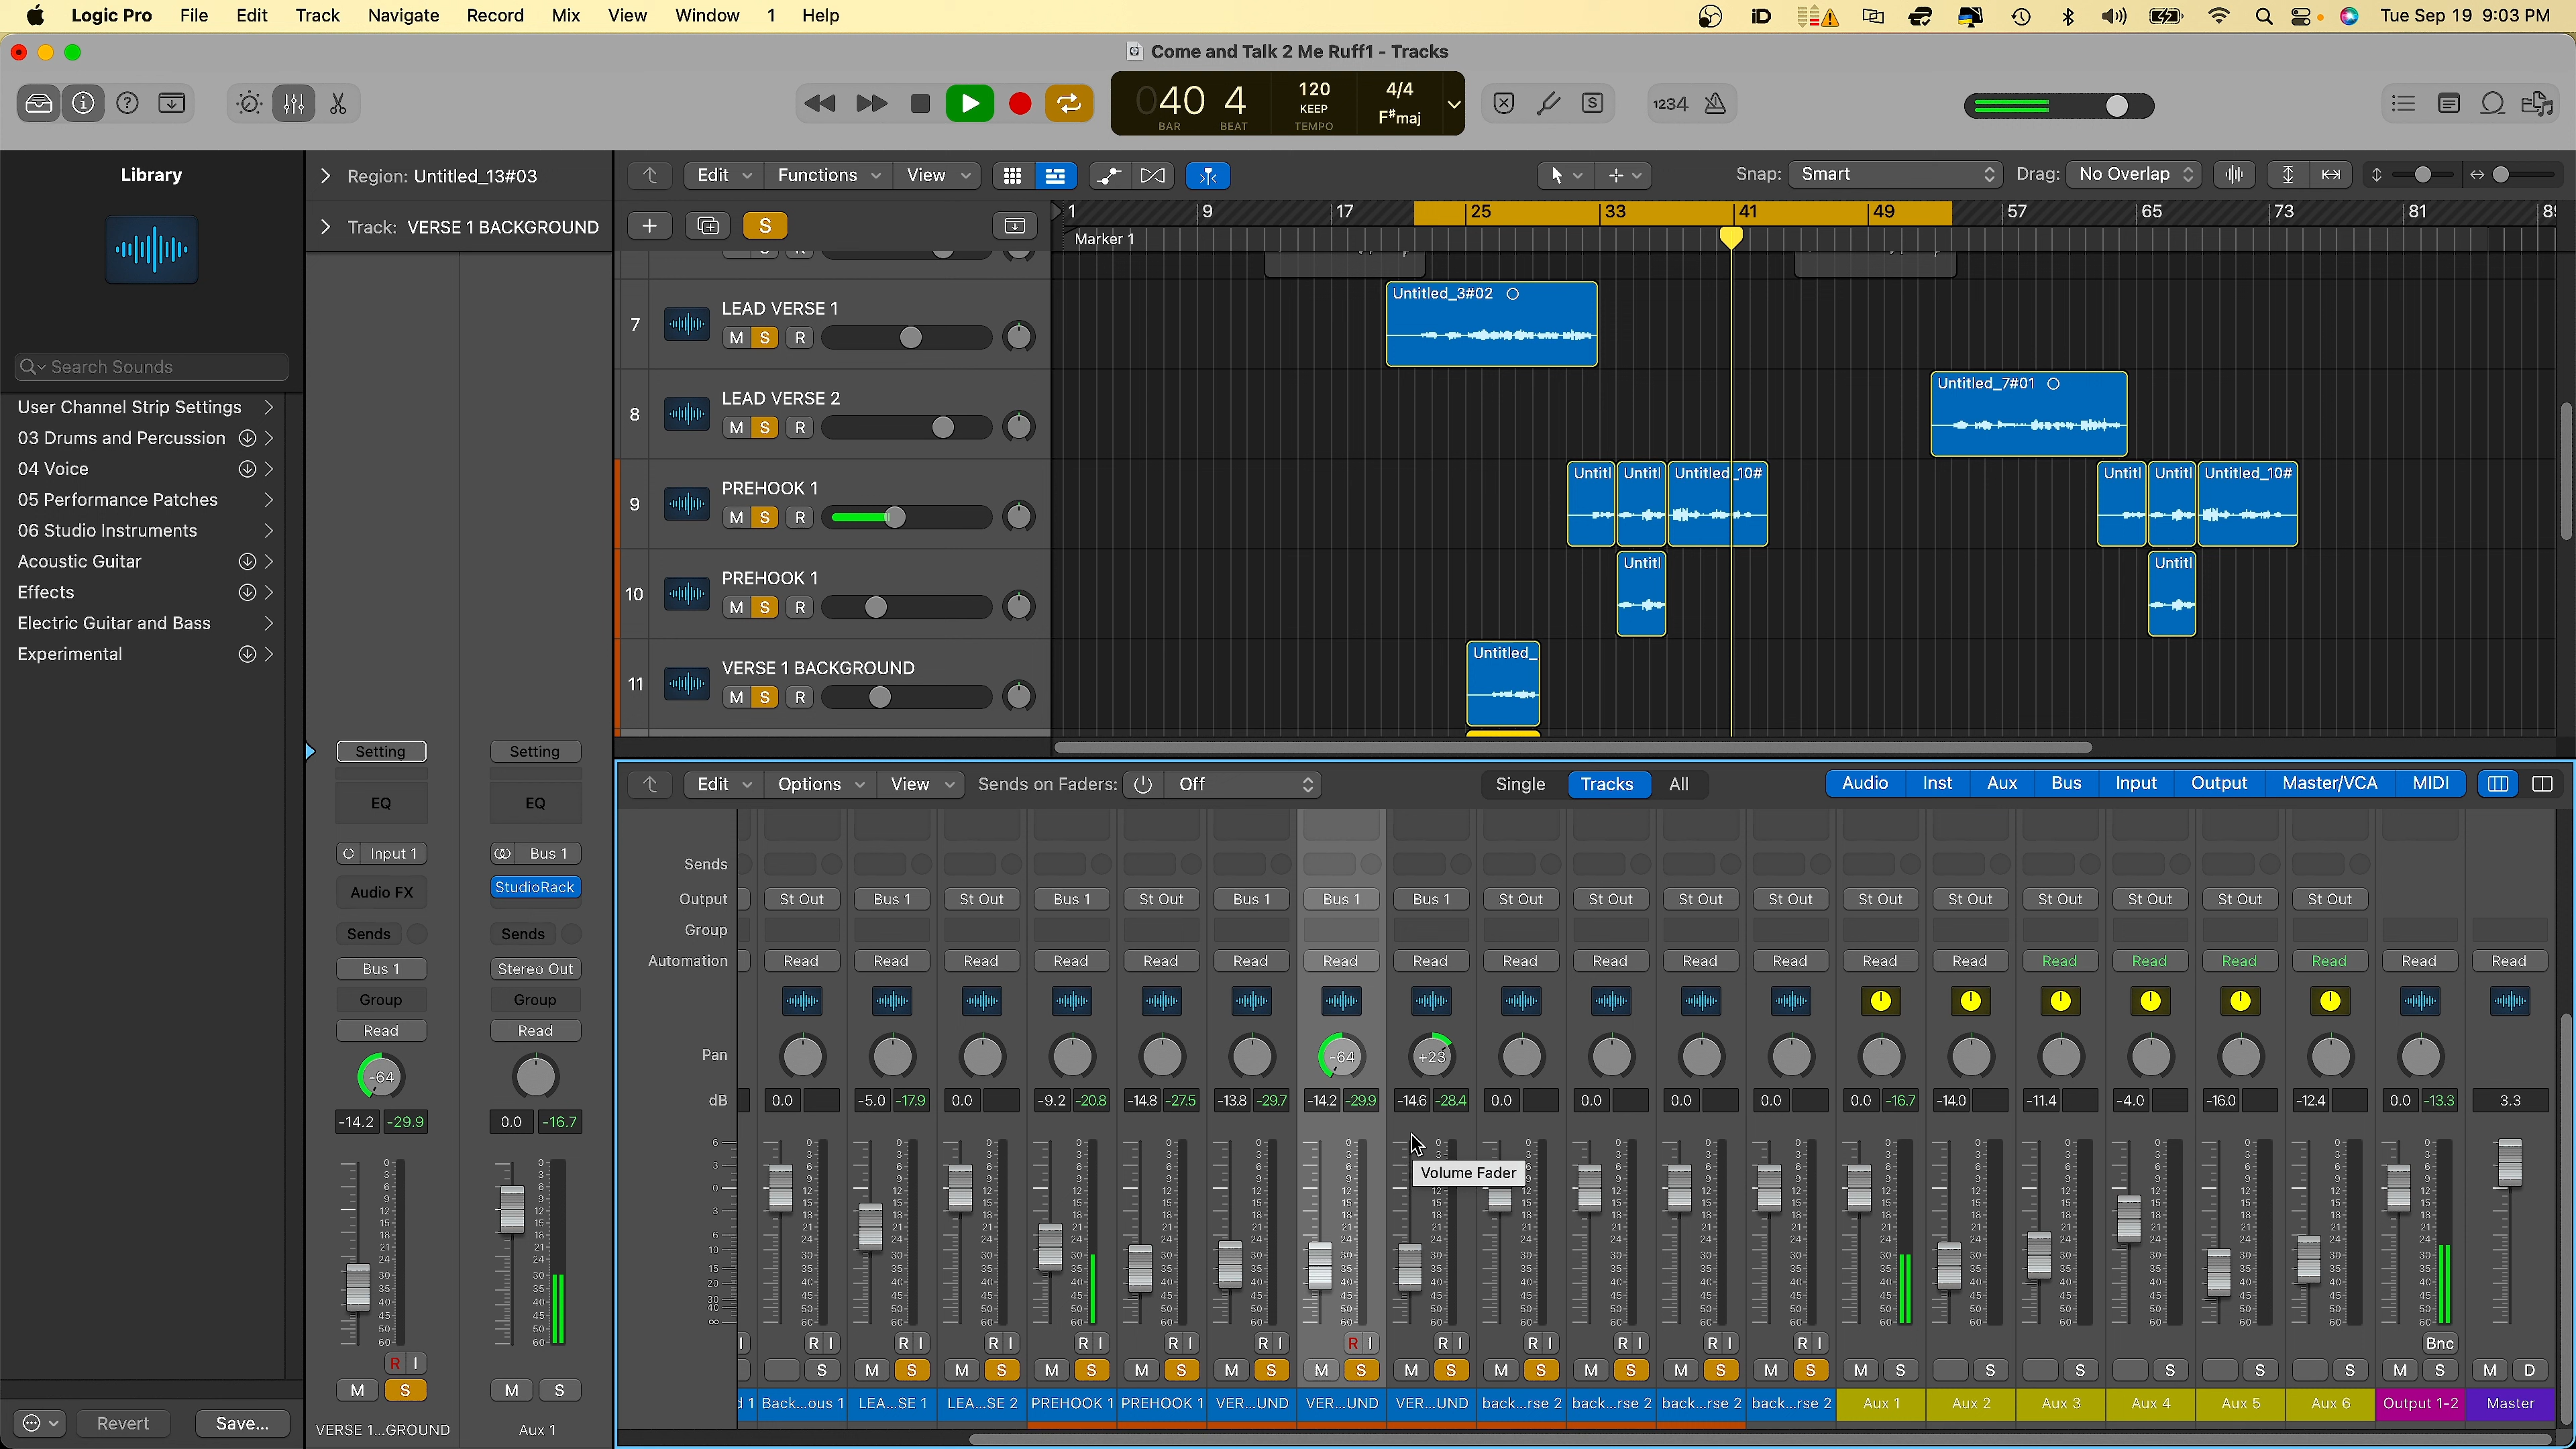 Logic Pro File Edit Track Navigate Record Mix View Window 1 Help
iD
Tue Sep 19 9:03 PM
Come and Talk 2 Me Ruff1 - Tracks
040 4 120 4/4
KEEP F#maj
BAR BEAT TEMPO
S 1234
Library
Region: Untitled_13#03
Track: VERSE 1 BACKGROUND
Edit Functions View
Snap: Smart Drag: No Overlap
S
1 9 17 25 33 41 49 57 65 73 81 89
Marker 1
Search Sounds
User Channel Strip Settings
03 Drums and Percussion
04 Voice
05 Performance Patches
06 Studio Instruments
Acoustic Guitar
Effects
Electric Guitar and Bass
Experimental
7 LEAD VERSE 1
M S R
Untitled_3#02
8 LEAD VERSE 2
M S R
Untitled_7#01
9 PREHOOK 1
M S R
Untitl Untitl Untitled_10# Untitl Untitl Untitled_10#
10 PREHOOK 1
M S R
Untitl Untitl
11 VERSE 1 BACKGROUND
M S R
Untitled_
Setting Setting
EQ EQ
Input 1 Bus 1
Audio FX StudioRack
Sends Sends
Bus 1 Stereo Out
Group Group
Read Read
-64
-14.2 -29.9 0.0 -16.7
R I
M S M S
VERSE 1...GROUND Aux 1
Revert Save...
Edit Options View Sends on Faders: Off Single Tracks All Audio Inst Aux Bus Input Output Master/VCA MIDI
Sends
Output St Out Bus 1 St Out Bus 1 St Out Bus 1 Bus 1 Bus 1 St Out St Out St Out St Out St Out St Out St Out St Out St Out St Out
Group
Automation Read Read Read Read Read Read Read Read Read Read Read Read Read Read Read Read Read Read Read Read
Pan -64 +23
dB 0.0 -5.0 -17.9 0.0 -9.2 -20.8 -14.8 -27.5 -13.8 -29.7 -14.2 -29.9 -14.6 -28.4 0.0 0.0 0.0 0.0 0.0 -16.7 -14.0 -11.4 -4.0 -16.0 -12.4 0.0 -13.3 3.3
Volume Fader
R I R I R I R I R I R I R I R I R I R I R I R I Bnc
S M S M S M S M S M S M S M S M S M S M S M S M S S S S S S M S M D
d 1 Back...ous 1 LEA...SE 1 LEA...SE 2 PREHOOK 1 PREHOOK 1 VER...UND VER...UND VER...UND back...rse 2 back...rse 2 back...rse 2 back...rse 2 Aux 1 Aux 2 Aux 3 Aux 4 Aux 5 Aux 6 Output 1-2 Master